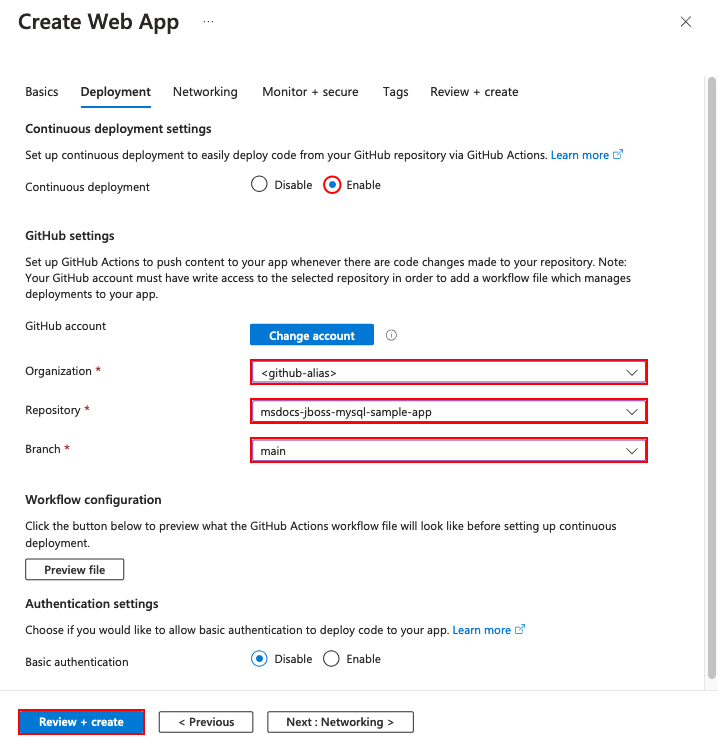 Create Web App ...
Basics Deployment Networking Monitor + secure Tags Review + create
Continuous deployment settings
Set up continuous deployment to easily deploy code from your GitHub repository via GitHub Actions. Learn more
Continuous deployment Disable Enable
GitHub settings
Set up GitHub Actions to push content to your app whenever there are code changes made to your repository. Note:
Your GitHub account must have write access to the selected repository in order to add a workflow file which manages
deployments to your app.
GitHub account Change account
Organization * <github-alias>
Repository * msdocs-jboss-mysql-sample-app
Branch * main
Workflow configuration
Click the button below to preview what the GitHub Actions workflow file will look like before setting up continuous
deployment.
Preview file
Authentication settings
Choose if you would like to allow basic authentication to deploy code to your app. Learn more
Basic authentication Disable Enable
Review + create < Previous Next : Networking >